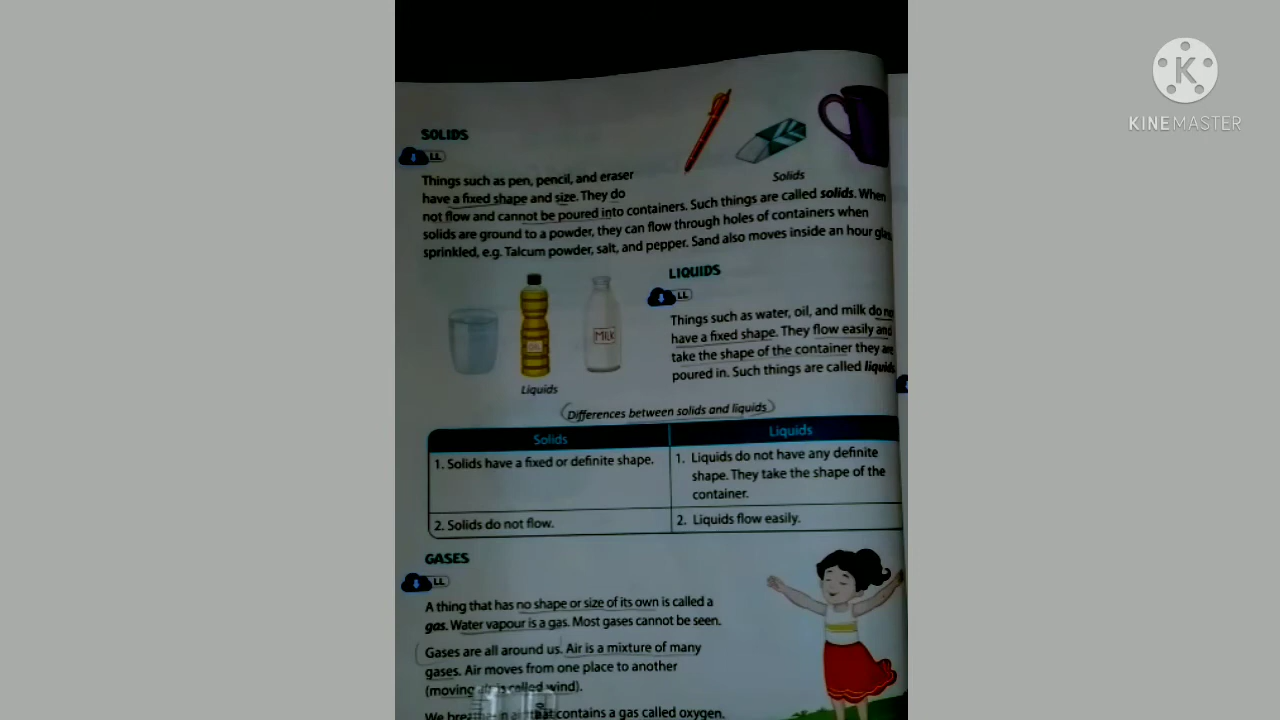 KINEMASTER
SOLIDS
LL
Things such as pen, pencil, and eraser
have a fixed shape and size. They do
not flow and cannot be poured into containers. Such things are called solids. When
solids are ground to a powder, they can flow through holes of containers when
sprinkled, e.g. Talcum powder, salt, and pepper. Sand also moves inside an hour
Solids
LIQUIDS
LL
Things such as water, oil, and milk do
have a fixed shape. They flow easily and
take the shape of the container they
poured in. Such things are called
MILK
Liquids
Differences between solids and liquids
Solids
Liquids
1. Solids have a fixed or definite shape.
1. Liquids do not have any definite
shape. They take the shape of the
container.
2. Solids do not flow.
2. Liquids flow easily.
GASES
LL
A thing that has no shape or size of its own is called a
gas. Water vapour is a gas. Most gases cannot be seen.
Gases are all around us. Air is a mixture of many
gases. Air moves from one place to another
(moving air is called wind).
We that contains a gas called oxygen.